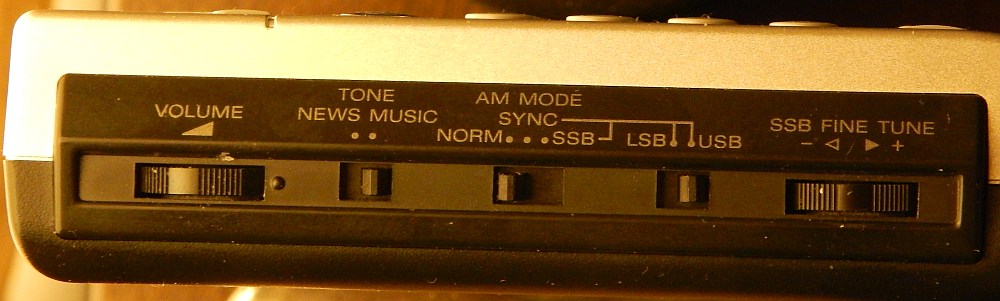 VOLUME
TONE
NEWS MUSIC
AM MODE
SYNC
NORM SSB
LSB USB
SSB FINE TUNE
− +